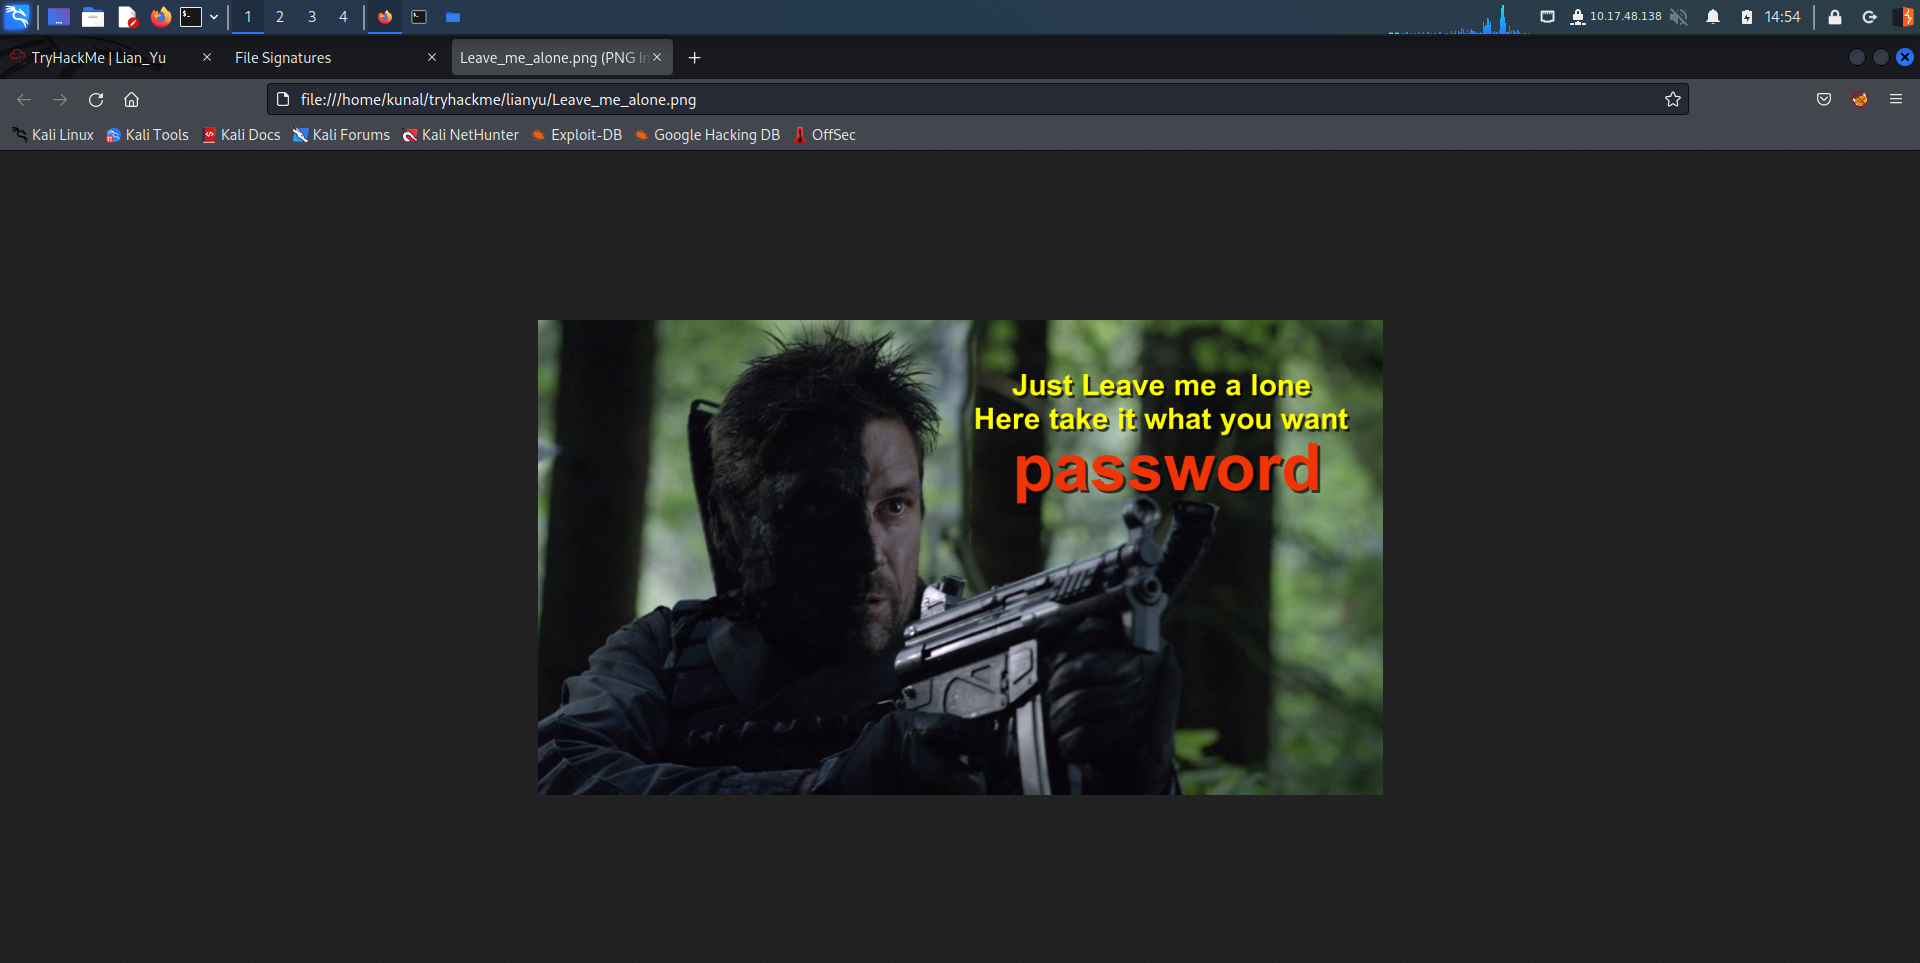 1 2 3 4 10.17.48.138 14:54
TryHackMe | Lian_Yu File Signatures Leave_me_alone.png (PNG
file:///home/kunal/tryhackme/lianyu/Leave_me_alone.png
Kali Linux Kali Tools Kali Docs Kali Forums Kali NetHunter Exploit-DB Google Hacking DB OffSec
Just Leave me a lone
Here take it what you want
password